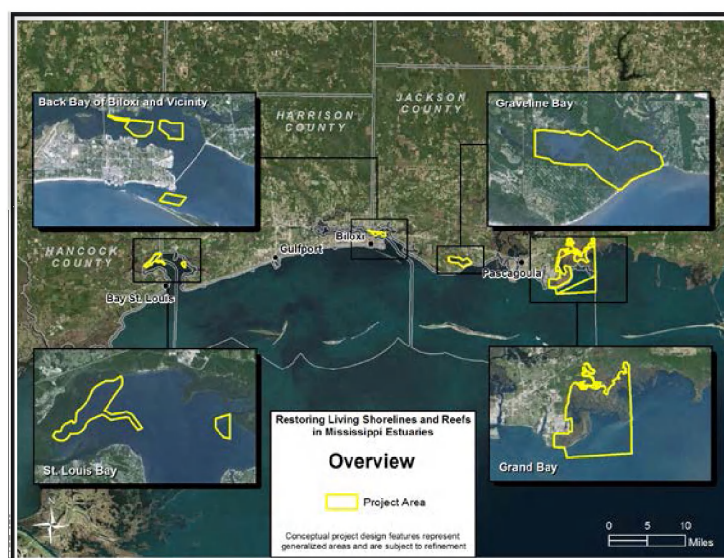 Back Bay of Biloxi and Vicinity
HARRISON
COUNTY
JACKSON
COUNTY
Graveline Bay
HANCOCK
COUNTY
Biloxi
Gulfport
Pascagoula
Bay St. Louis
St. Louis Bay
Grand Bay
Restoring Living Shorelines and Reefs
in Mississippi Estuaries
Overview
Project Area
Conceptual project design features represent
generalized areas and are subject to refinement
N
0 5 10
Miles